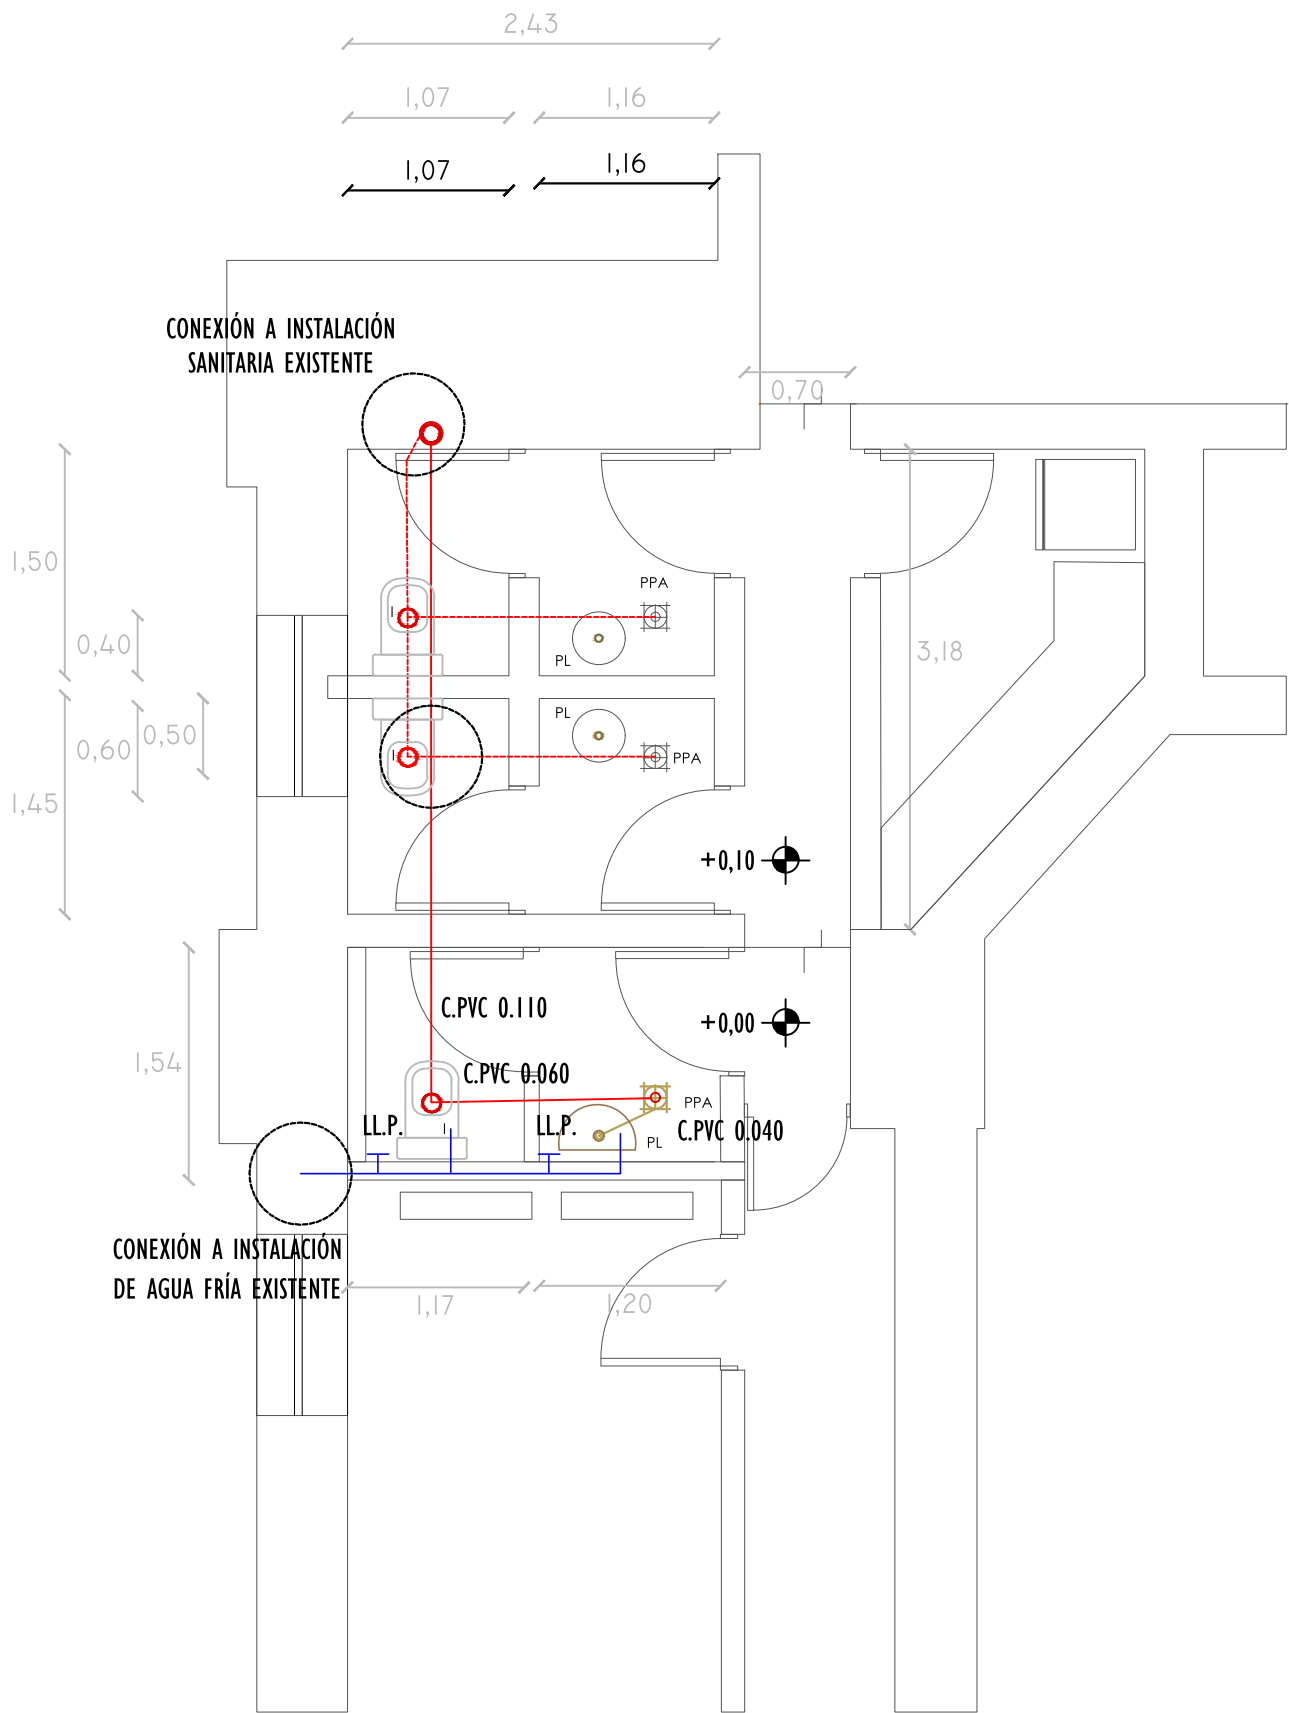 2,43
1,07
1,16
1,07
1,16
CONEXIÓN A INSTALACIÓN
SANITARIA EXISTENTE
0,70
1,50
PPA
0,40
3,18
PL
I
PL
0,50
0,60
I
PPA
1,45
+0,10
C.PVC 0.110
+0,00
1,54
C.PVC 0.060
PPA
LL.P.
I
LL.P.
C.PVC 0.040
PL
CONEXIÓN A INSTALACIÓN
DE AGUA FRÍA EXISTENTE
1,17
1,20